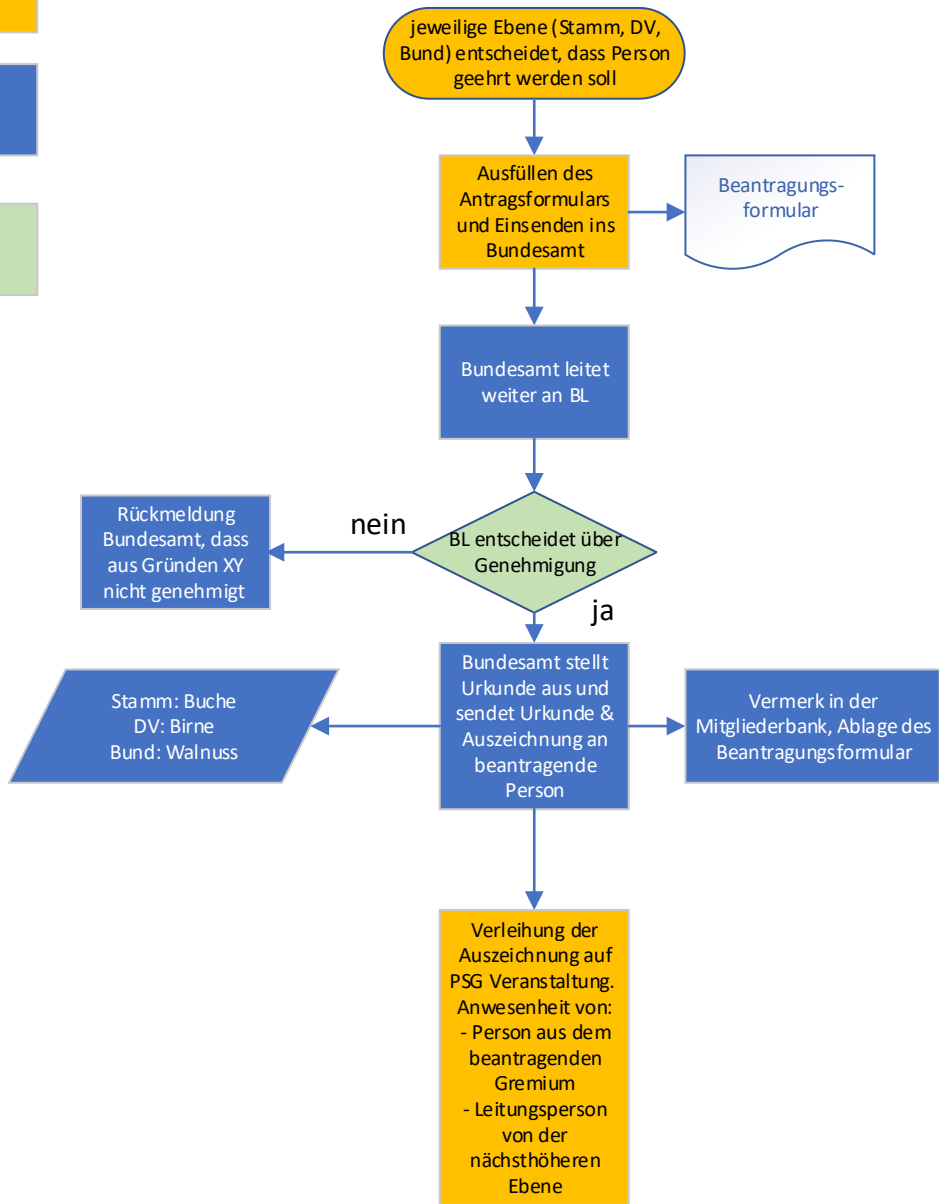 jeweilige Ebene (Stamm, DV,
Bund) entscheidet, dass Person
geehrt werden soll
Ausfüllen des
Antragsformulars
und Einsenden ins
Bundesamt
Beantragungs-
formular
Bundesamt leitet
weiter an BL
nein
BL entscheidet über
Genehmigung
Rückmeldung
Bundesamt, dass
aus Gründen XY
nicht genehmigt
ja
Stamm: Buche
DV: Birne
Bund: Walnuss
Bundesamt stellt
Urkunde aus und
sendet Urkunde &
Auszeichnung an
beantragende
Person
Vermerk in der
Mitgliederbank, Ablage des
Beantragungsformular
Verleihung der
Auszeichnung auf
PSG Veranstaltung.
Anwesenheit von:
- Person aus dem
beantragenden
Gremium
- Leitungsperson
von der
nächsthöheren
Ebene